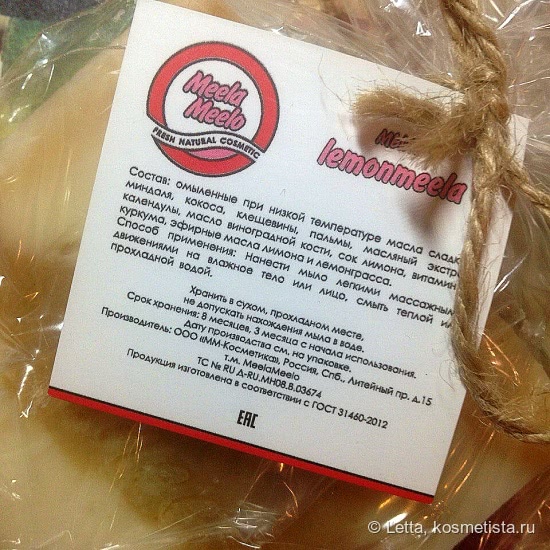 Meela
Meelo
FRESH NATURAL COSMETIC
lemonmeela
Состав: омыленные при низкой температуре масла сладк
миндаля, кокоса, клещевины, пальмы, масляный экстр
календулы, масло виноградной кости, сок лимона, витамин
куркума, эфирные масла лимона и лемонграсса.
Способ применения: Нанести мыло легкими массажным
движениями на влажное тело или лицо, смыть теплой ил
прохладной водой.
Хранить в сухом, прохладном месте,
не допускать нахождения мыла в воде.
Срок хранения: 8 месяцев, 3 месяца с начала использования.
Дату производства см. на упаковке.
Производитель: ООО «ММ-Косметика», Россия, Спб., Литейный пр. д.15
т.м. MeelaMeelo
ТС № RU Д-RU.МН08.В.03674
Продукция изготовлена в соответствии с ГОСТ 31460-2012
ЕАС
© Letta, kosmetista.ru